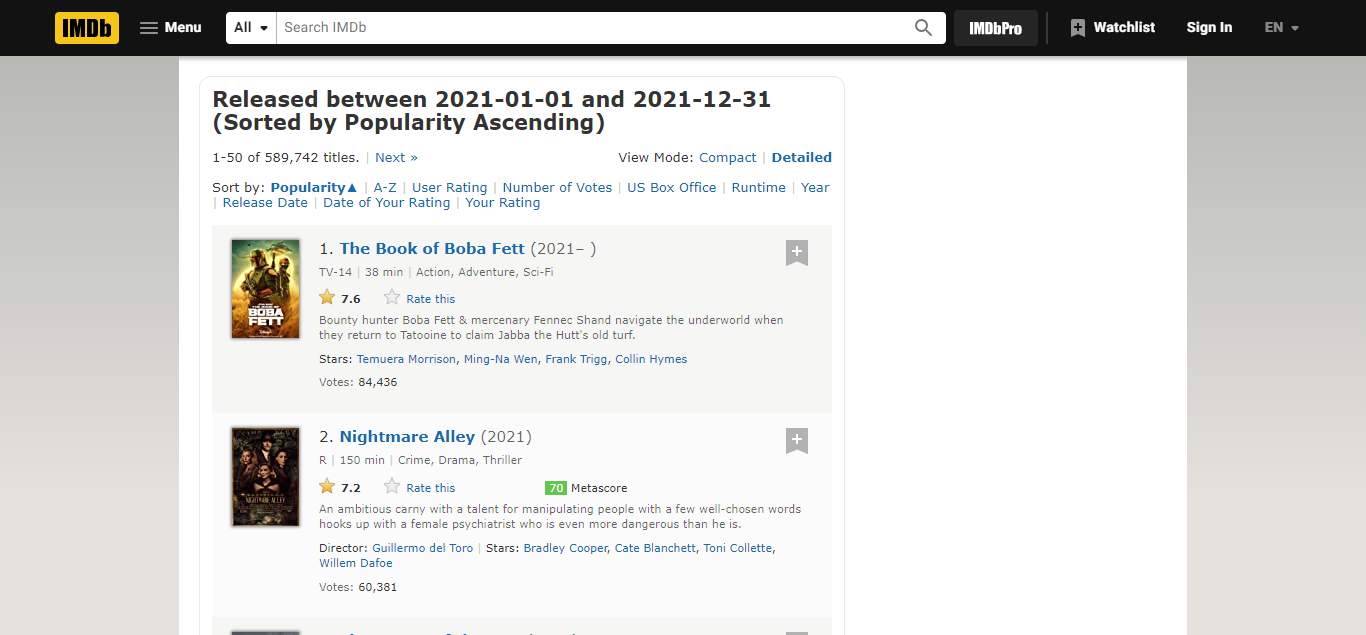 IMDb Menu All Search IMDb IMDbPro Watchlist Sign In EN
Released between 2021-01-01 and 2021-12-31
(Sorted by Popularity Ascending)
1-50 of 589,742 titles. | Next » View Mode: Compact | Detailed
Sort by: Popularity▲ | A-Z | User Rating | Number of Votes | US Box Office | Runtime | Year
| Release Date | Date of Your Rating | Your Rating
1. The Book of Boba Fett (2021– )
TV-14 | 38 min | Action, Adventure, Sci-Fi
7.6 Rate this
Bounty hunter Boba Fett & mercenary Fennec Shand navigate the underworld when
they return to Tatooine to claim Jabba the Hutt's old turf.
Stars: Temuera Morrison, Ming-Na Wen, Frank Trigg, Collin Hymes
Votes: 84,436
BOBA
FETT
2. Nightmare Alley (2021)
R | 150 min | Crime, Drama, Thriller
7.2 Rate this 70 Metascore
An ambitious carny with a talent for manipulating people with a few well-chosen words
hooks up with a female psychiatrist who is even more dangerous than he is.
Director: Guillermo del Toro | Stars: Bradley Cooper, Cate Blanchett, Toni Collette,
Willem Dafoe
Votes: 60,381
NIGHTMARE ALLEY